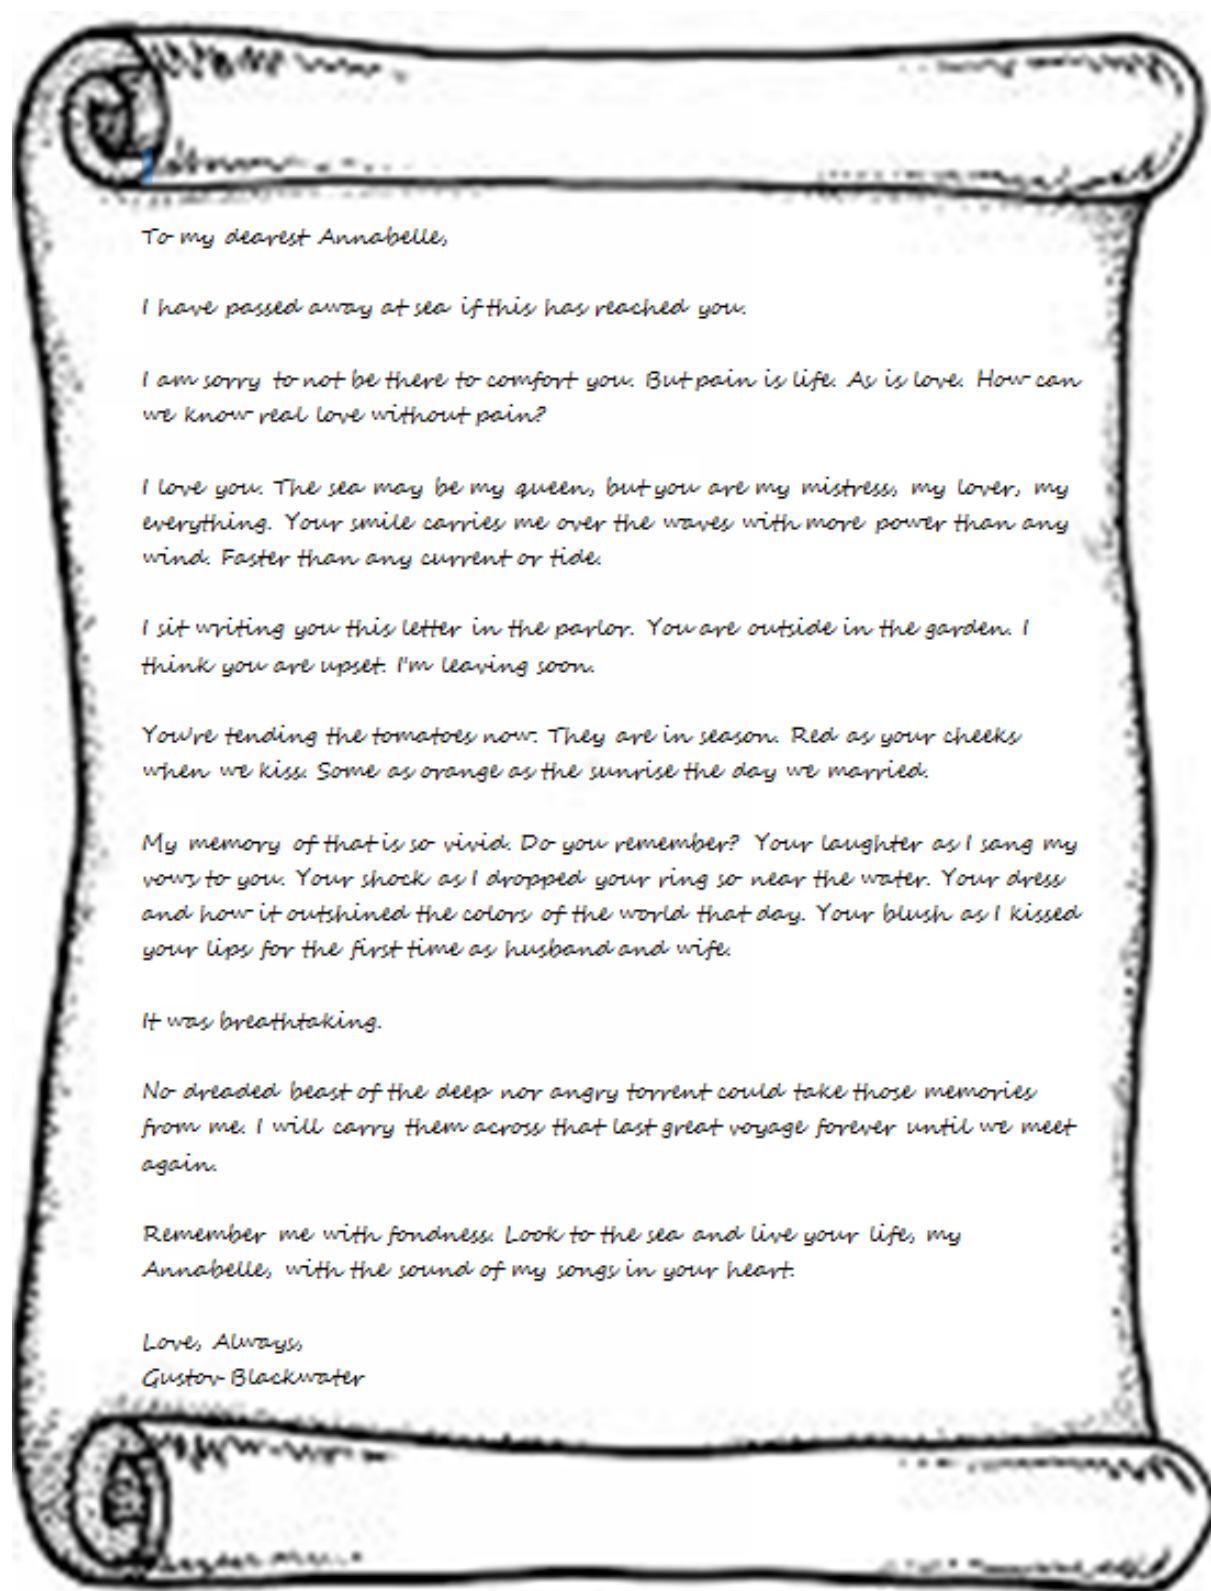 To my dearest Annabelle,
I have passed away at sea if this has reached you.
I am sorry to not be there to comfort you. But pain is life. As is love. How can
we know real love without pain?
I love you. The sea may be my queen, but you are my mistress, my lover, my
everything. Your smile carries me over the waves with more power than any
wind. Faster than any current or tide.
I sit writing you this letter in the parlor. You are outside in the garden. I
think you are upset. I'm leaving soon.
You're tending the tomatoes now. They are in season. Red as your cheeks
when we kiss. Some as orange as the sunrise the day we married.
My memory of that is so vivid. Do you remember? Your laughter as I sang my
vows to you. Your shock as I dropped your ring so near the water. Your dress
and how it outshined the colors of the world that day. Your blush as I kissed
your lips for the first time as husband and wife.
It was breathtaking.
No dreaded beast of the deep nor angry torrent could take those memories
from me. I will carry them across that last great voyage forever until we meet
again.
Remember me with fondness. Look to the sea and live your life, my
Annabelle, with the sound of my songs in your heart.
Love, Always,
Gustov Blackwater